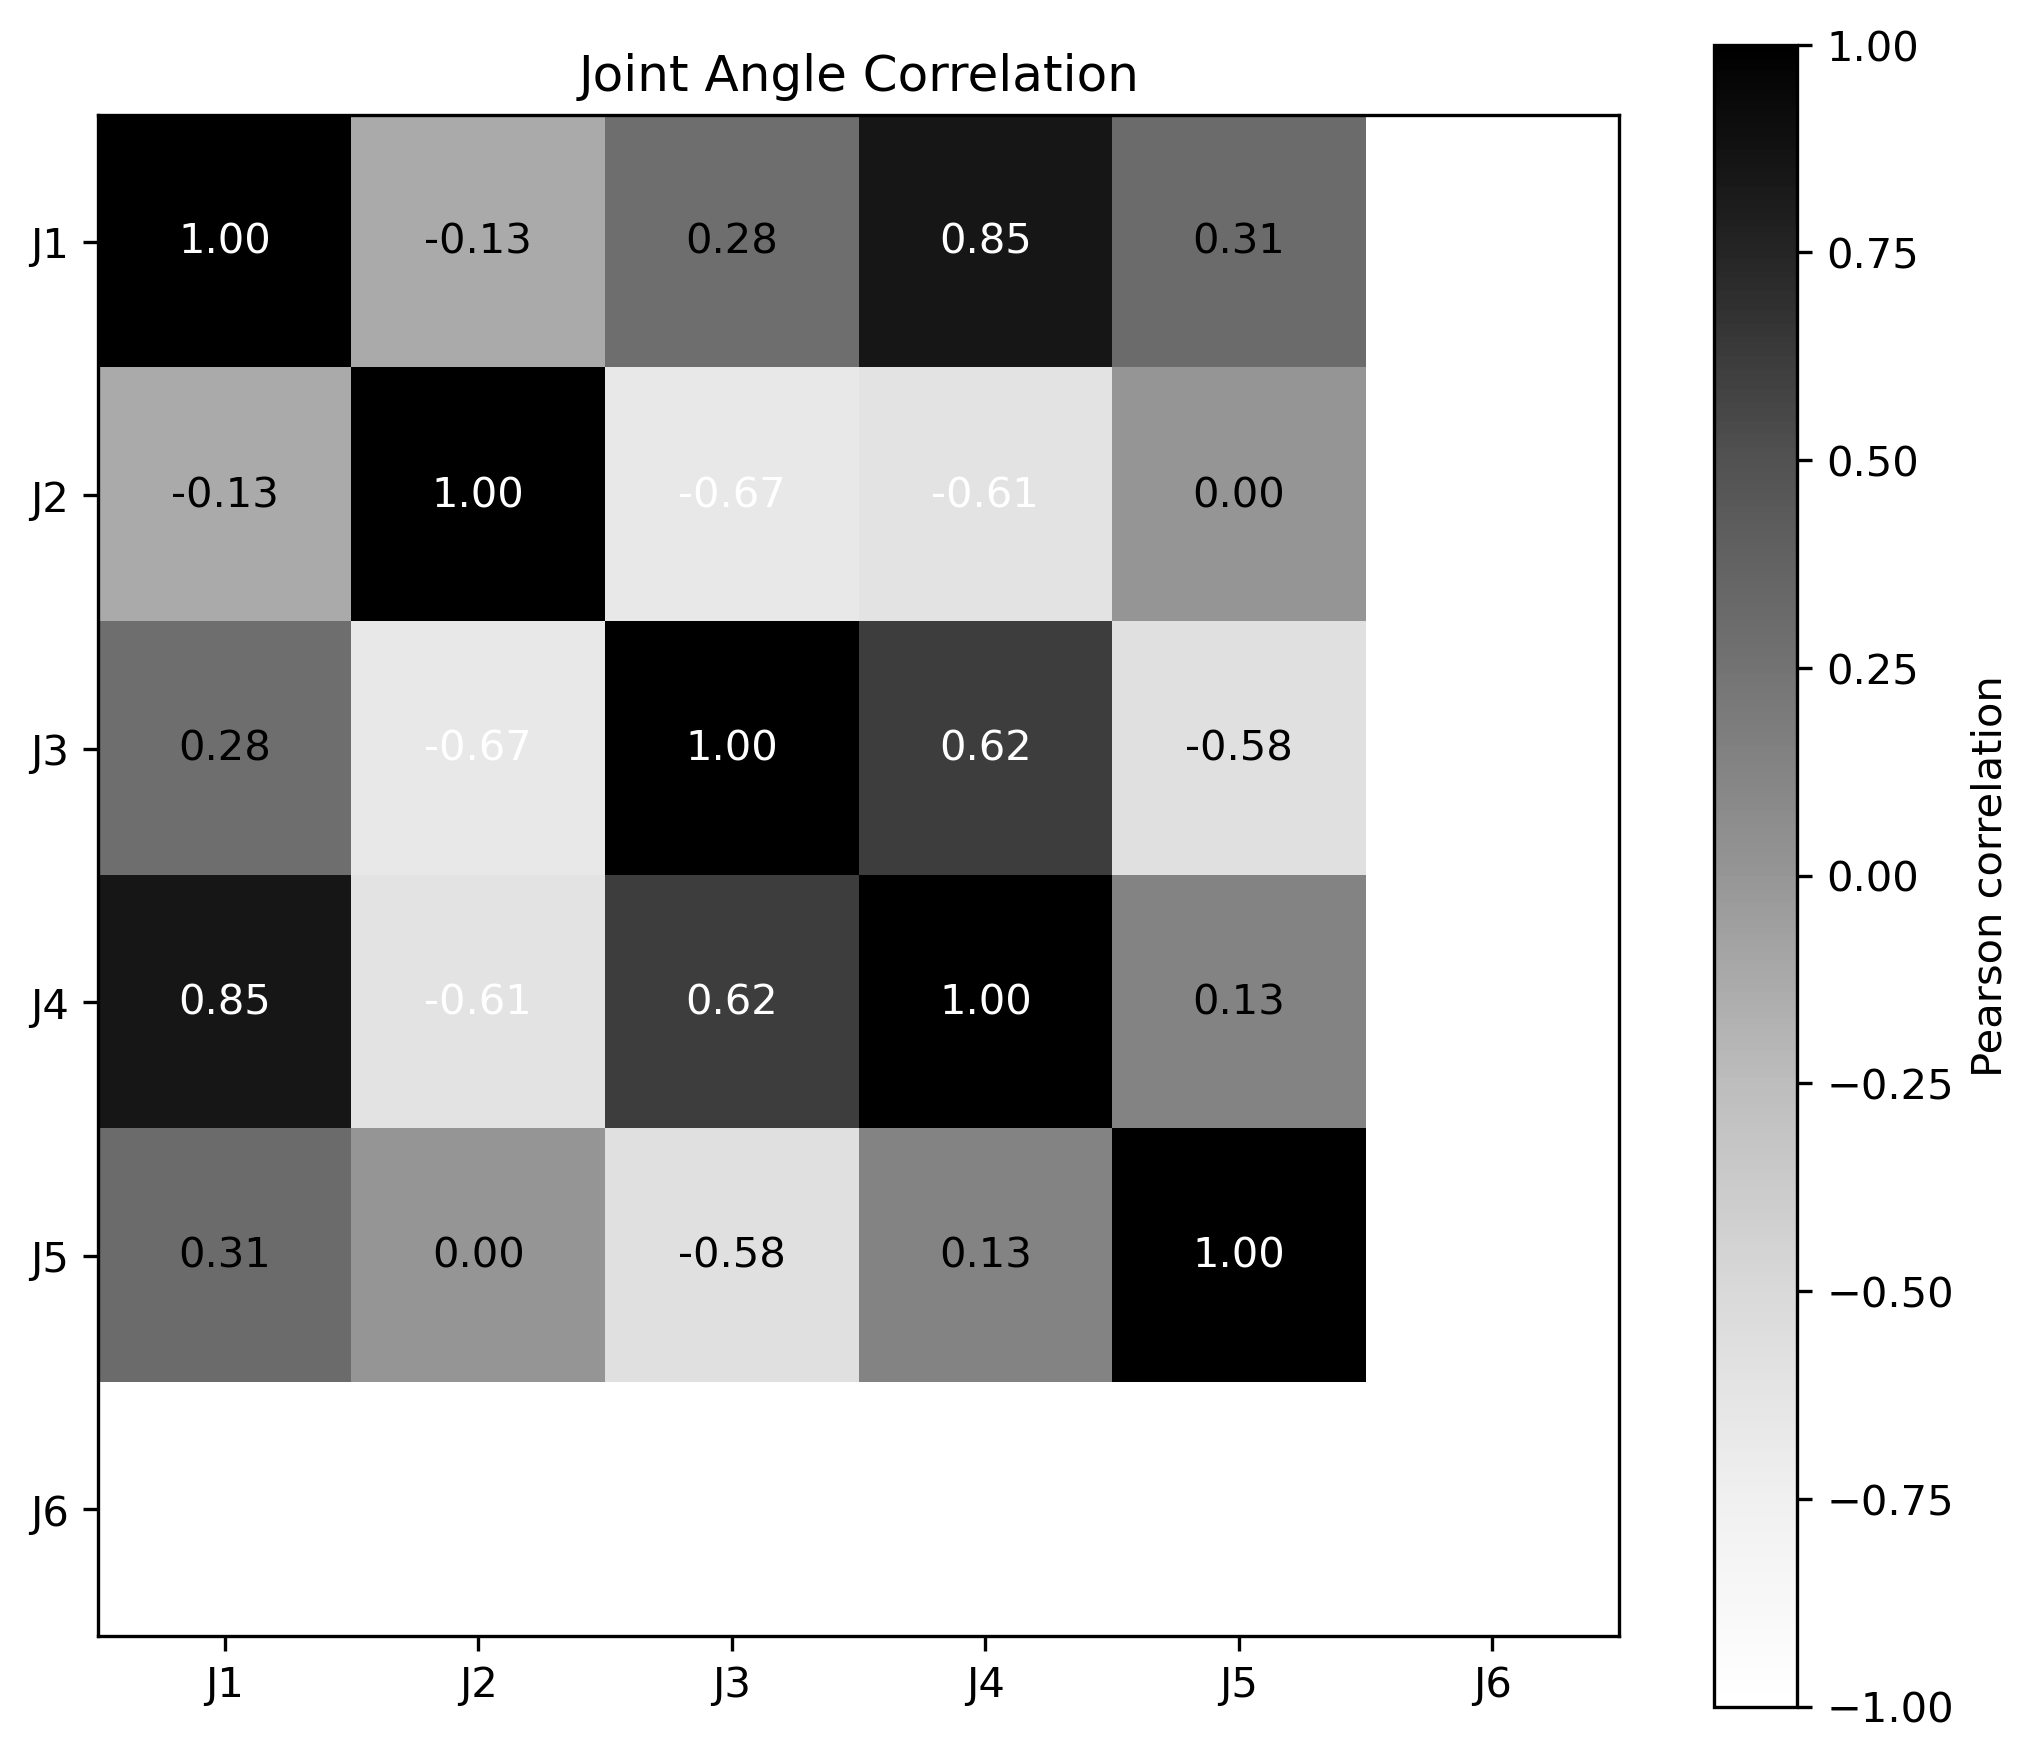 Joint Angle Correlation
J1 1.00 -0.13 0.28 0.85 0.31
J2 -0.13 1.00 -0.67 -0.61 0.00
J3 0.28 -0.67 1.00 0.62 -0.58
J4 0.85 -0.61 0.62 1.00 0.13
J5 0.31 0.00 -0.58 0.13 1.00
J6
J1 J2 J3 J4 J5 J6
1.00
0.75
0.50
0.25
0.00
−0.25
−0.50
−0.75
−1.00
Pearson correlation